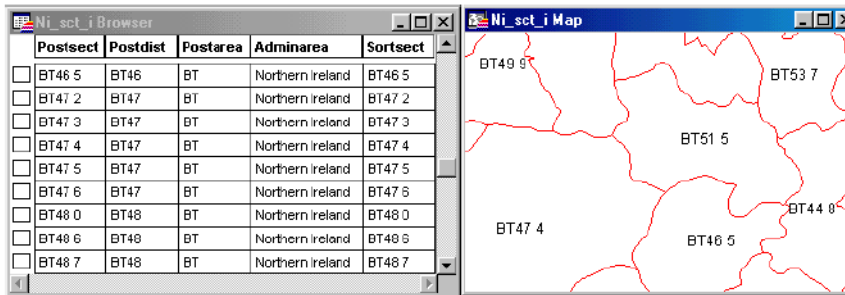 Ni_sct_i Browser
Postsect Postdist Postarea Adminarea Sortsect
BT46 5 BT46 BT Northern Ireland BT46 5
BT47 2 BT47 BT Northern Ireland BT47 2
BT47 3 BT47 BT Northern Ireland BT47 3
BT47 4 BT47 BT Northern Ireland BT47 4
BT47 5 BT47 BT Northern Ireland BT47 5
BT47 6 BT47 BT Northern Ireland BT47 6
BT48 0 BT48 BT Northern Ireland BT48 0
BT48 6 BT48 BT Northern Ireland BT48 6
BT48 7 BT48 BT Northern Ireland BT48 7
Ni_sct_i Map
BT49 9
BT53 7
BT51 5
BT44 8
BT47 4
BT46 5